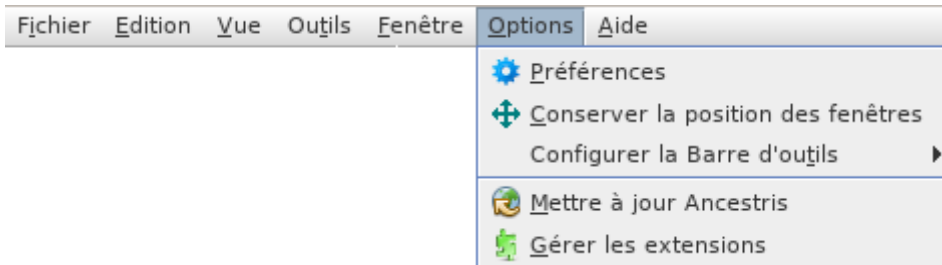 Fichier Edition Vue Outils Fenêtre Options Aide
Préférences
Conserver la position des fenêtres
Configurer la Barre d'outils
Mettre à jour Ancestris
Gérer les extensions